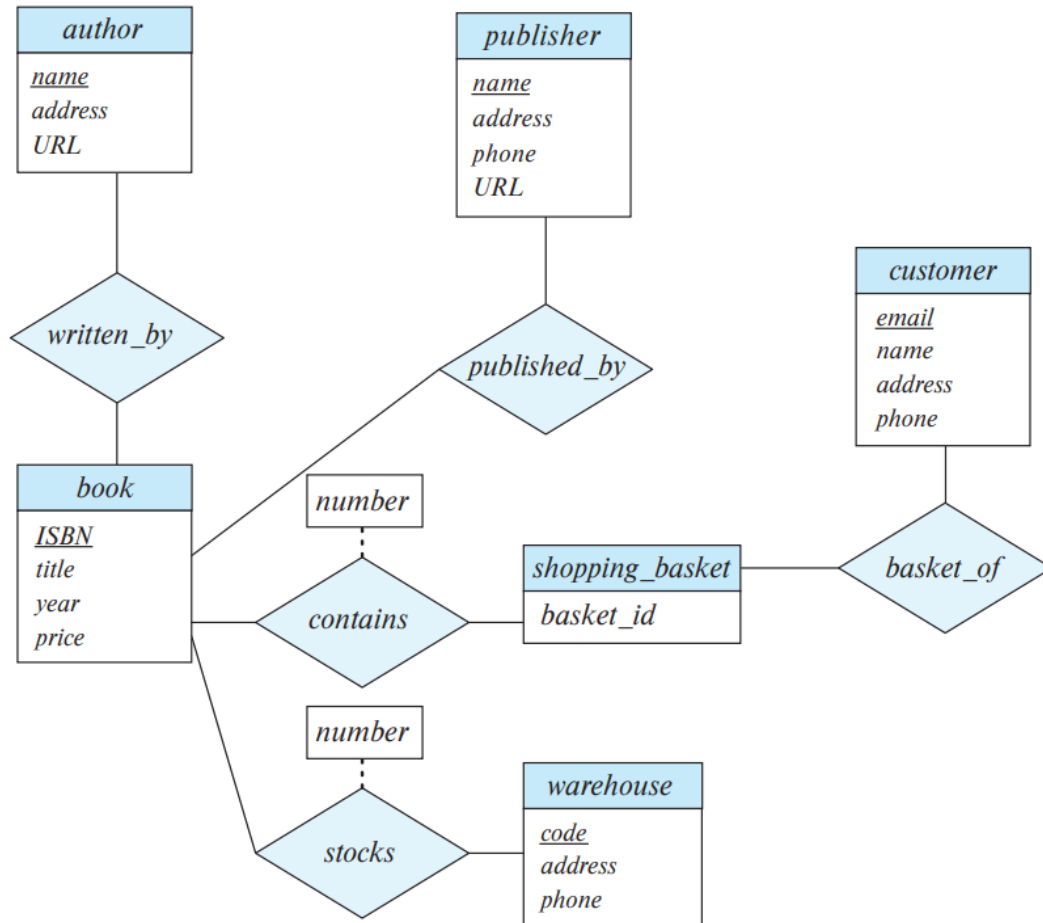 author
name
address
URL
publisher
name
address
phone
URL
customer
email
name
address
phone
written_by
published_by
book
ISBN
title
year
price
number
contains
shopping_basket
basket_id
basket_of
number
stocks
warehouse
code
address
phone